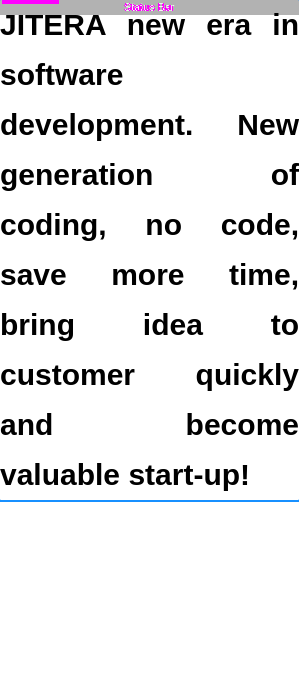 Status Bar
JITERA new era in
software
development. New
generation of
coding, no code,
save more time,
bring idea to
customer quickly
and become
valuable start-up!